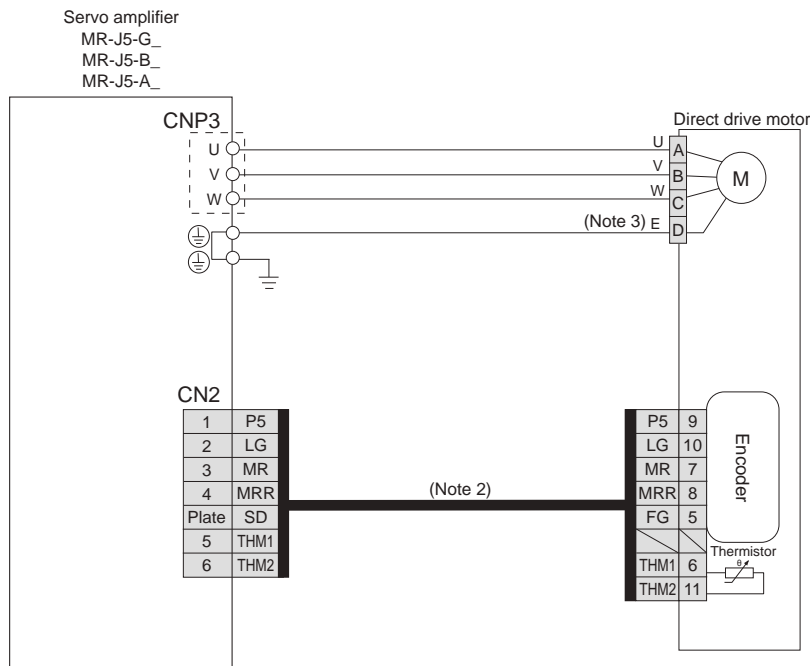 Servo amplifier
MR-J5-G_
MR-J5-B_
MR-J5-A_
CNP3
Direct drive motor
U U A
V V B M
W W C
(Note 3) E D
CN2
1 P5 P5 9
2 LG LG 10
3 MR MR 7
4 MRR (Note 2) MRR 8
Plate SD FG 5
Encoder
5 THM1
Thermistor
θ
6 THM2 THM1 6
THM2 11